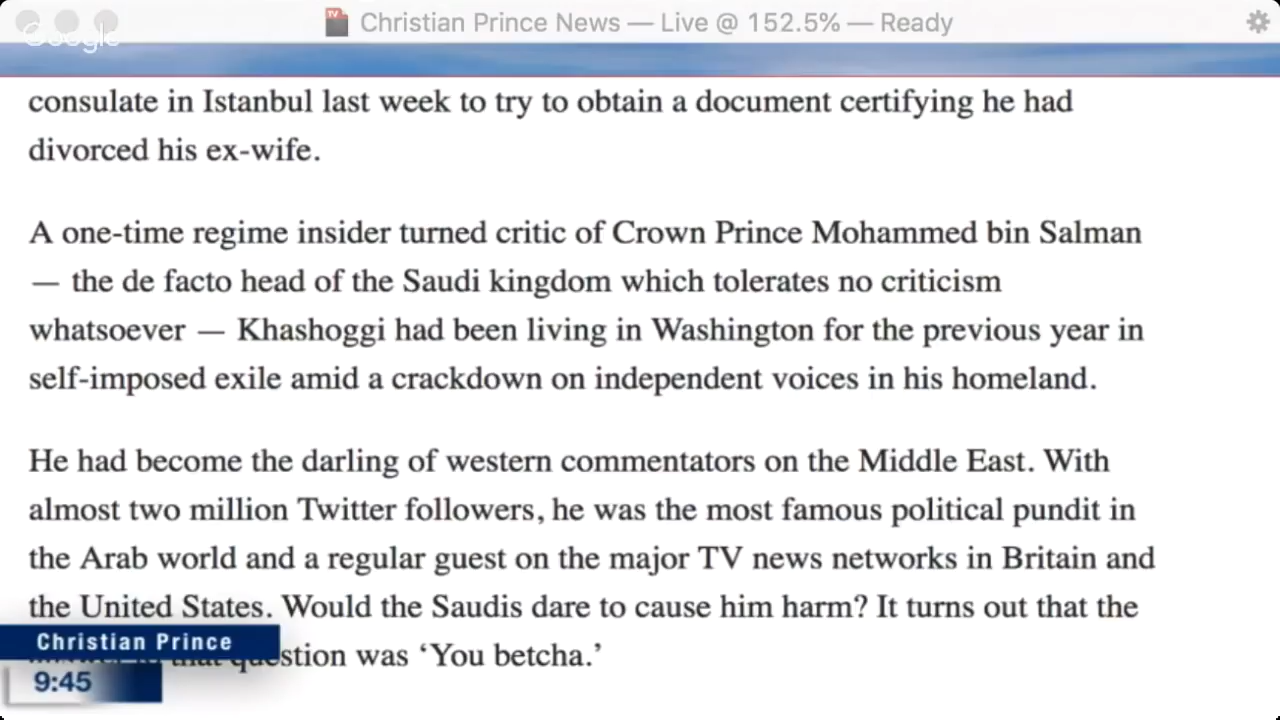 Christian Prince News — Live @ 152.5% — Ready
Google
consulate in Istanbul last week to try to obtain a document certifying he had
divorced his ex-wife.
A one-time regime insider turned critic of Crown Prince Mohammed bin Salman
— the de facto head of the Saudi kingdom which tolerates no criticism
whatsoever — Khashoggi had been living in Washington for the previous year in
self-imposed exile amid a crackdown on independent voices in his homeland.
He had become the darling of western commentators on the Middle East. With
almost two million Twitter followers, he was the most famous political pundit in
the Arab world and a regular guest on the major TV news networks in Britain and
the United States. Would the Saudis dare to cause him harm? It turns out that the
that question was ‘You betcha.’
Christian Prince
9:45